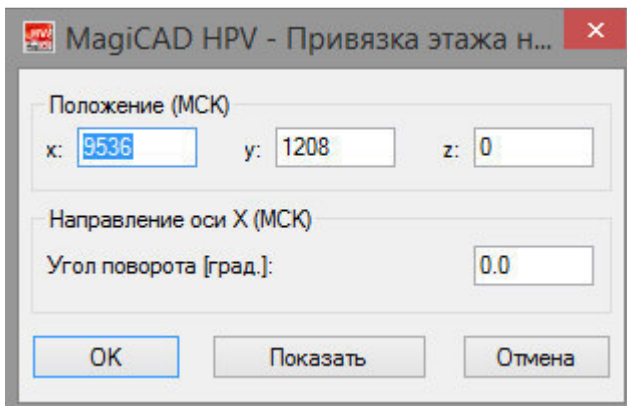 MagiCAD HPV - Привязка этажа н...
Положение (МСК)
x: 9536 y: 1208 z: 0
Направление оси X (МСК)
Угол поворота [град.]: 0.0
OK Показать Отмена